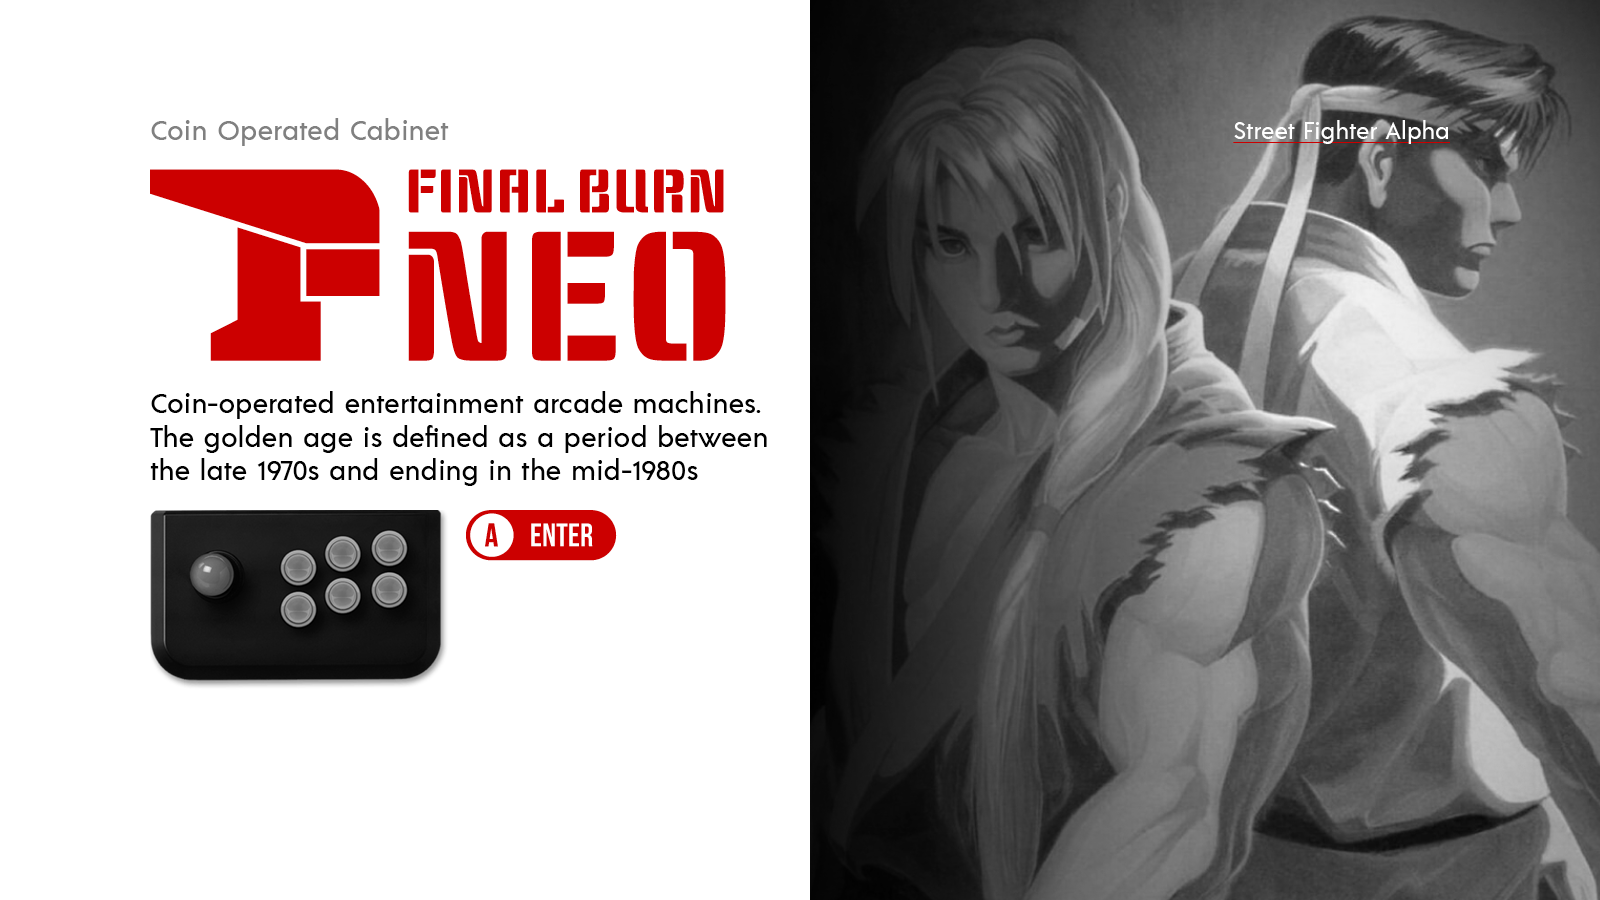 Coin Operated Cabinet
FINAL BURN
NEO
Coin-operated entertainment arcade machines.
The golden age is defined as a period between
the late 1970s and ending in the mid-1980s
A ENTER
Street Fighter Alpha